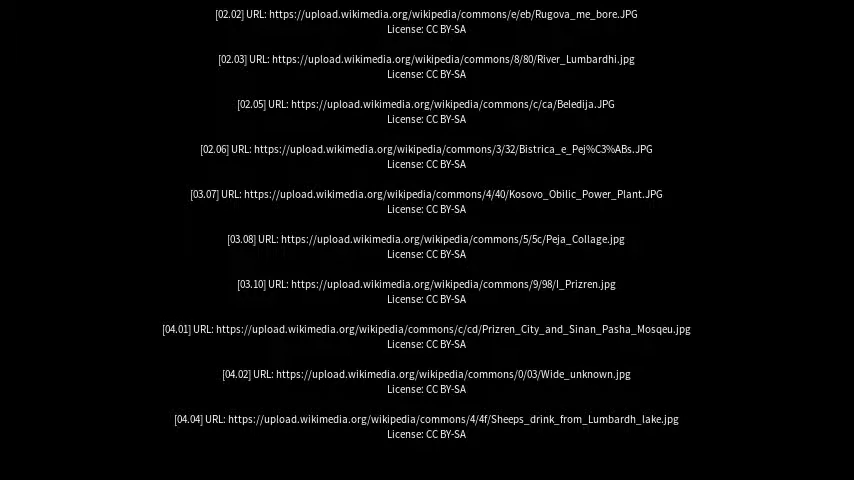 [02.02] URL: https://upload.wikimedia.org/wikipedia/commons/e/eb/Rugova_me_bore.JPG
License: CC BY-SA
[02.03] URL: https://upload.wikimedia.org/wikipedia/commons/8/80/River_Lumbardhi.jpg
License: CC BY-SA
[02.05] URL: https://upload.wikimedia.org/wikipedia/commons/c/ca/Beledija.JPG
License: CC BY-SA
[02.06] URL: https://upload.wikimedia.org/wikipedia/commons/3/32/Bistrica_e_Pej%C3%ABs.JPG
License: CC BY-SA
[03.07] URL: https://upload.wikimedia.org/wikipedia/commons/4/40/Kosovo_Obilic_Power_Plant.JPG
License: CC BY-SA
[03.08] URL: https://upload.wikimedia.org/wikipedia/commons/5/5c/Peja_Collage.jpg
License: CC BY-SA
[03.10] URL: https://upload.wikimedia.org/wikipedia/commons/9/98/I_Prizren.jpg
License: CC BY-SA
[04.01] URL: https://upload.wikimedia.org/wikipedia/commons/c/cd/Prizren_City_and_Sinan_Pasha_Mosqeu.jpg
License: CC BY-SA
[04.02] URL: https://upload.wikimedia.org/wikipedia/commons/0/03/Wide_unknown.jpg
License: CC BY-SA
[04.04] URL: https://upload.wikimedia.org/wikipedia/commons/4/4f/Sheeps_drink_from_Lumbardh_lake.jpg
License: CC BY-SA